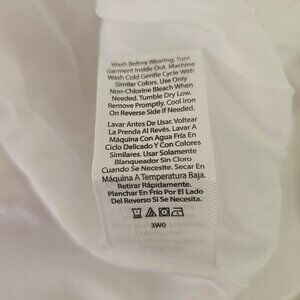 Wash Before Wearing. Turn
Garment Inside Out. Machine
Wash Cold Gentle Cycle With
Similar Colors. Use Only
Non-Chlorine Bleach When
Needed. Tumble Dry Low.
Remove Promptly. Cool iron
On Reverse Side if Needed.
Lavar Antes De Usar. Voltear
La Prenda Al Revés. Lavar A
Máquina Con Agua Fría En
Ciclo Delicado Y Con Colores
Similares. Usar Solamente
Blanqueador Sin Cloro
Cuando Se Necesite. Secar En
Máquina A Temperatura Baja.
Retirar Rápidamente.
Planchar En Frío Por El Lado
Del Reverso Si Se Necesita.
3W0